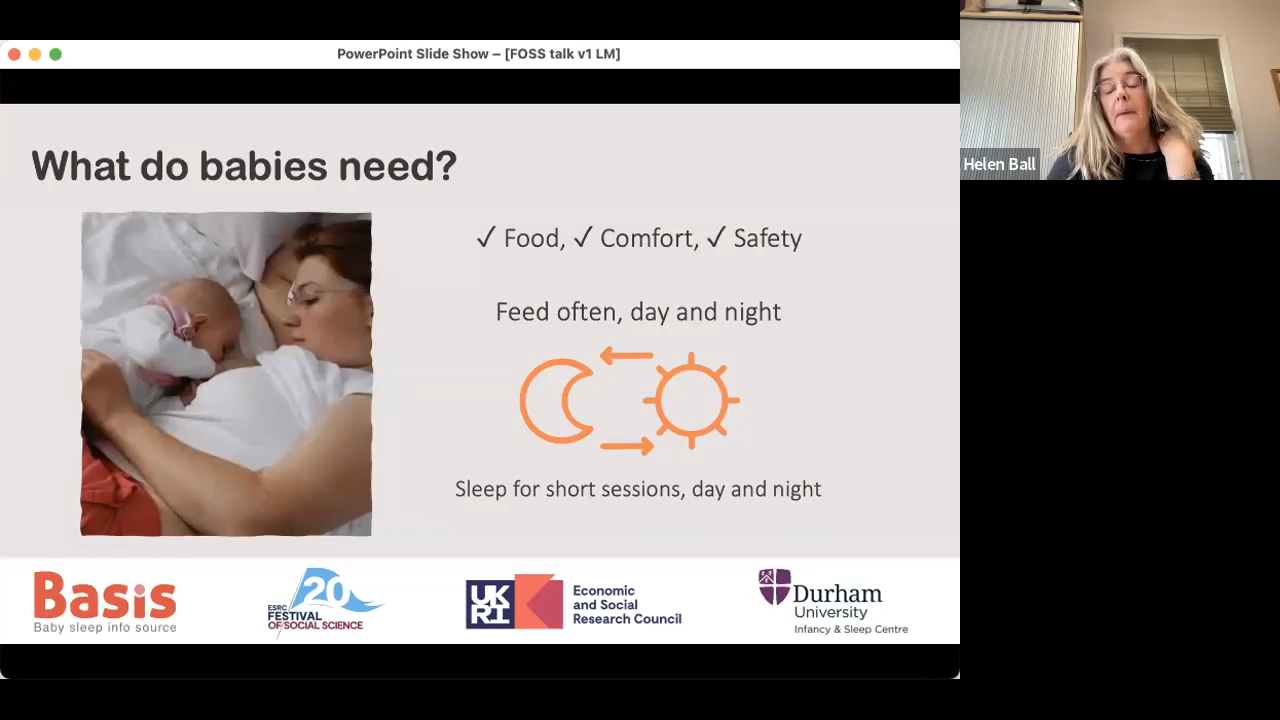 PowerPoint Slide Show – [FOSS talk v1 LM]
What do babies need?
✓ Food, ✓ Comfort, ✓ Safety
Feed often, day and night
Sleep for short sessions, day and night
Basis
Baby sleep info source
20
ESRC
FESTIVAL
OF SOCIAL SCIENCE
UK
RI
Economic
and Social
Research Council
Durham
University
Infancy & Sleep Centre
Helen Ball